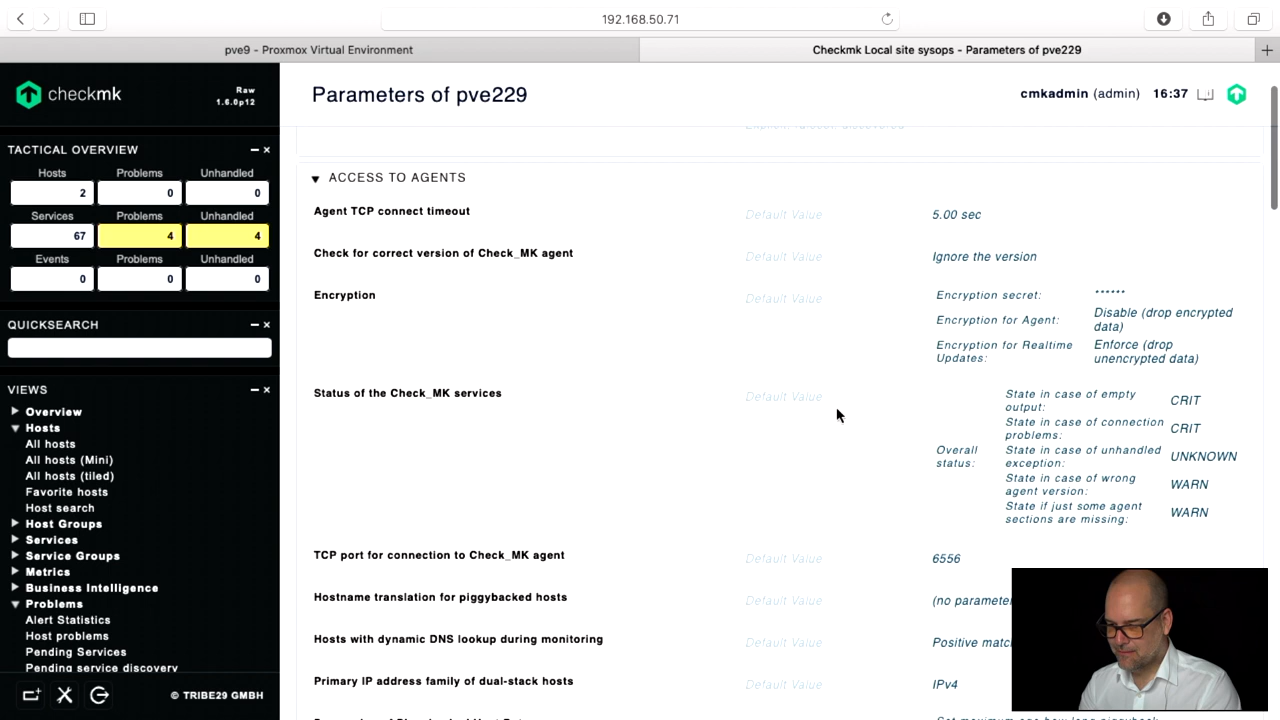 192.168.50.71
pve9 - Proxmox Virtual Environment
Checkmk Local site sysops - Parameters of pve229
checkmk
Raw
1.6.0p12
Parameters of pve229
cmkadmin (admin) 16:37
TACTICAL OVERVIEW
Hosts Problems Unhandled
2 0 0
Services Problems Unhandled
67 4 4
Events Problems Unhandled
0 0 0
QUICKSEARCH
VIEWS
Overview
Hosts
All hosts
All hosts (Mini)
All hosts (tiled)
Favorite hosts
Host search
Host Groups
Services
Service Groups
Metrics
Business Intelligence
Problems
Alert Statistics
Host problems
Pending Services
Pending service discovery
© TRIBE29 GMBH
ACCESS TO AGENTS
Agent TCP connect timeout Default Value 5.00 sec
Check for correct version of Check_MK agent Default Value Ignore the version
Encryption Default Value
Encryption secret: ******
Encryption for Agent: Disable (drop encrypted
data)
Encryption for Realtime Enforce (drop
Updates: unencrypted data)
Status of the Check_MK services Default Value
Overall
status:
State in case of empty
output: CRIT
State in case of connection
problems: CRIT
State in case of unhandled
exception: UNKNOWN
State in case of wrong
agent version: WARN
State if just some agent
sections are missing: WARN
TCP port for connection to Check_MK agent Default Value 6556
Hostname translation for piggybacked hosts Default Value (no parameter
Hosts with dynamic DNS lookup during monitoring Default Value Positive matc
Primary IP address family of dual-stack hosts Default Value IPv4